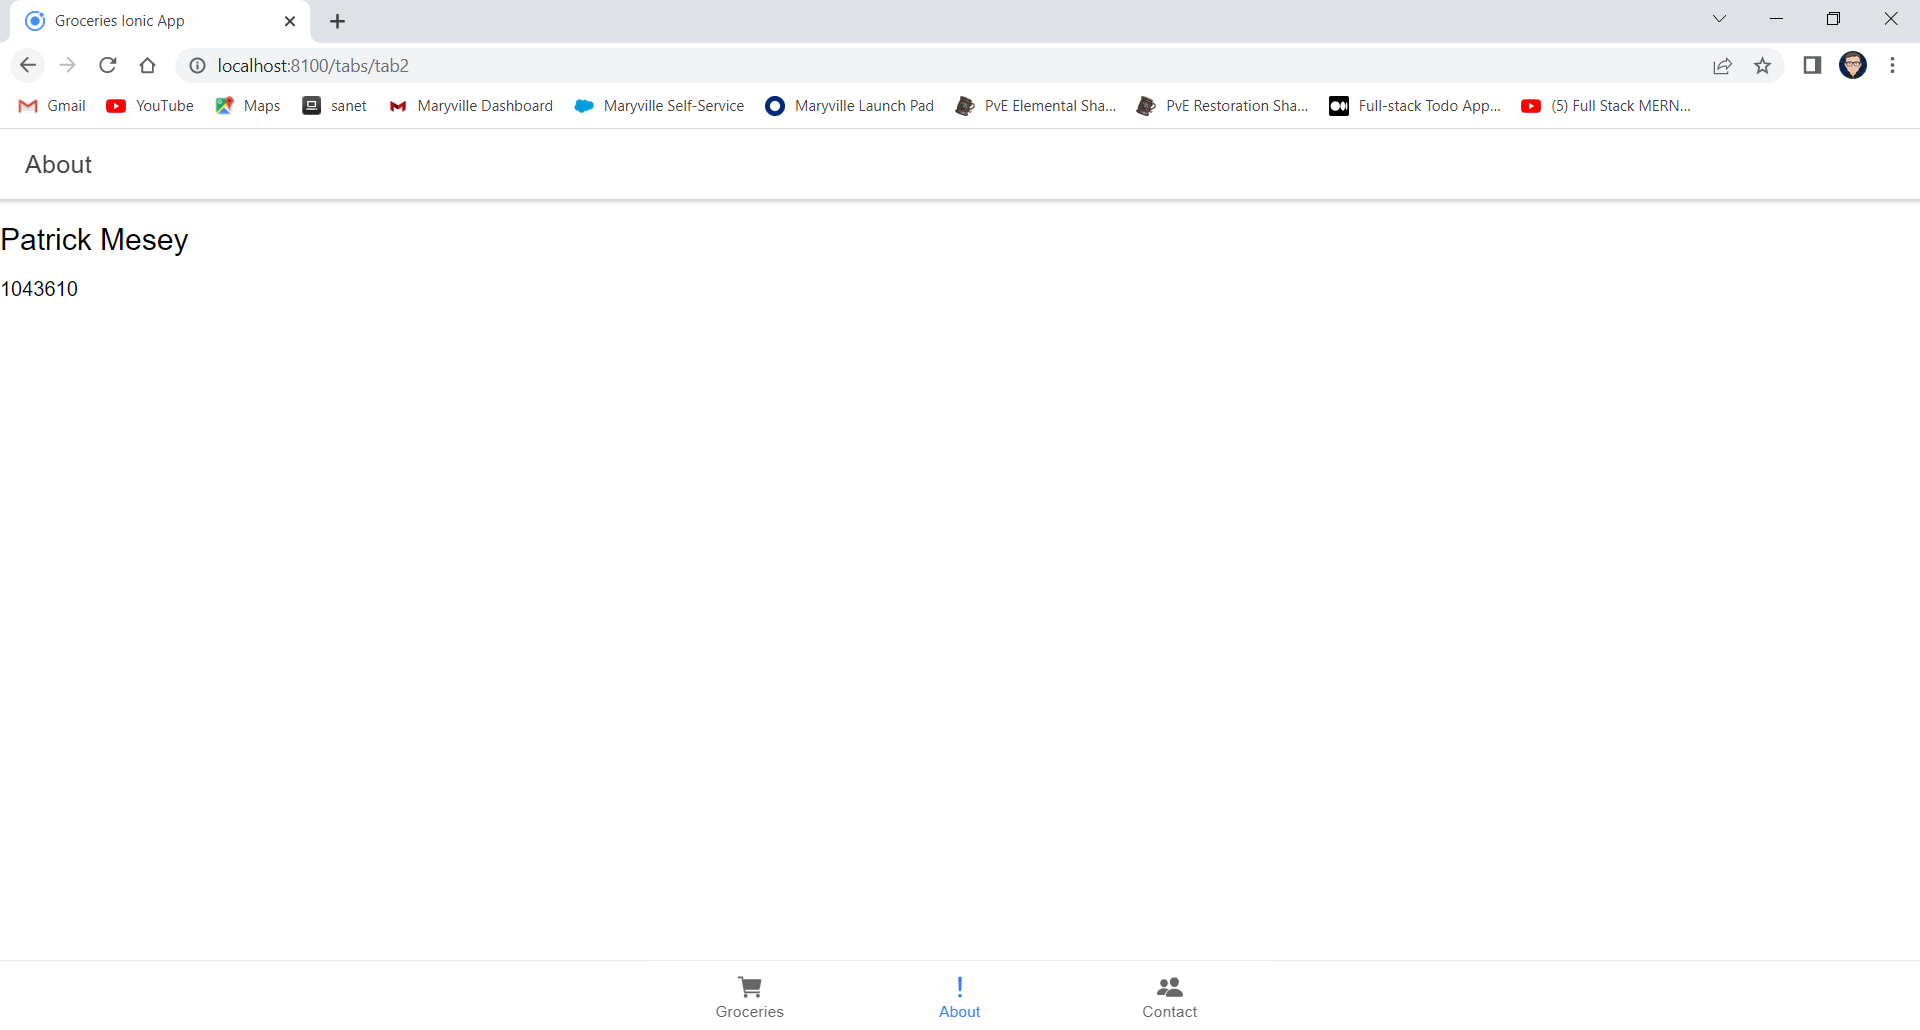 Groceries Ionic App
localhost:8100/tabs/tab2
Gmail YouTube Maps sanet Maryville Dashboard Maryville Self-Service Maryville Launch Pad PvE Elemental Sha... PvE Restoration Sha... Full-stack Todo App... (5) Full Stack MERN...
About
Patrick Mesey
1043610
Groceries About Contact